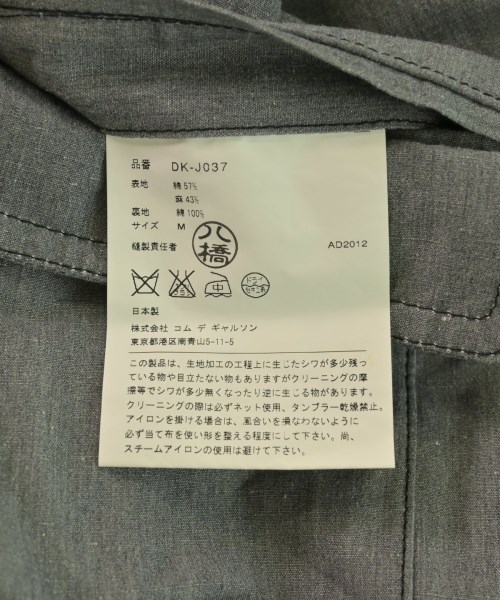 品番 DK-J037
表地 綿 57%
麻 43%
裏地 綿 100%
サイズ M
縫製責任者 八橋 AD2012
中 ドライ セキユ系
日本製
株式会社 コム デ ギャルソン
東京都港区南青山5-11-5
この製品は、生地加工の工程上に生じたシワが多少残っ
ている物や目立たない物もありますがクリーニングの摩
擦等でシワが多少無くなったり逆に生じる物があります。
クリーニングの際は必ずネット使用、タンブラー乾燥禁止。
アイロンを掛ける場合は、風合いを損なわないように
必ず当て布を使い形を整える程度にして下さい。尚、
スチームアイロンの使用は避けて下さい。